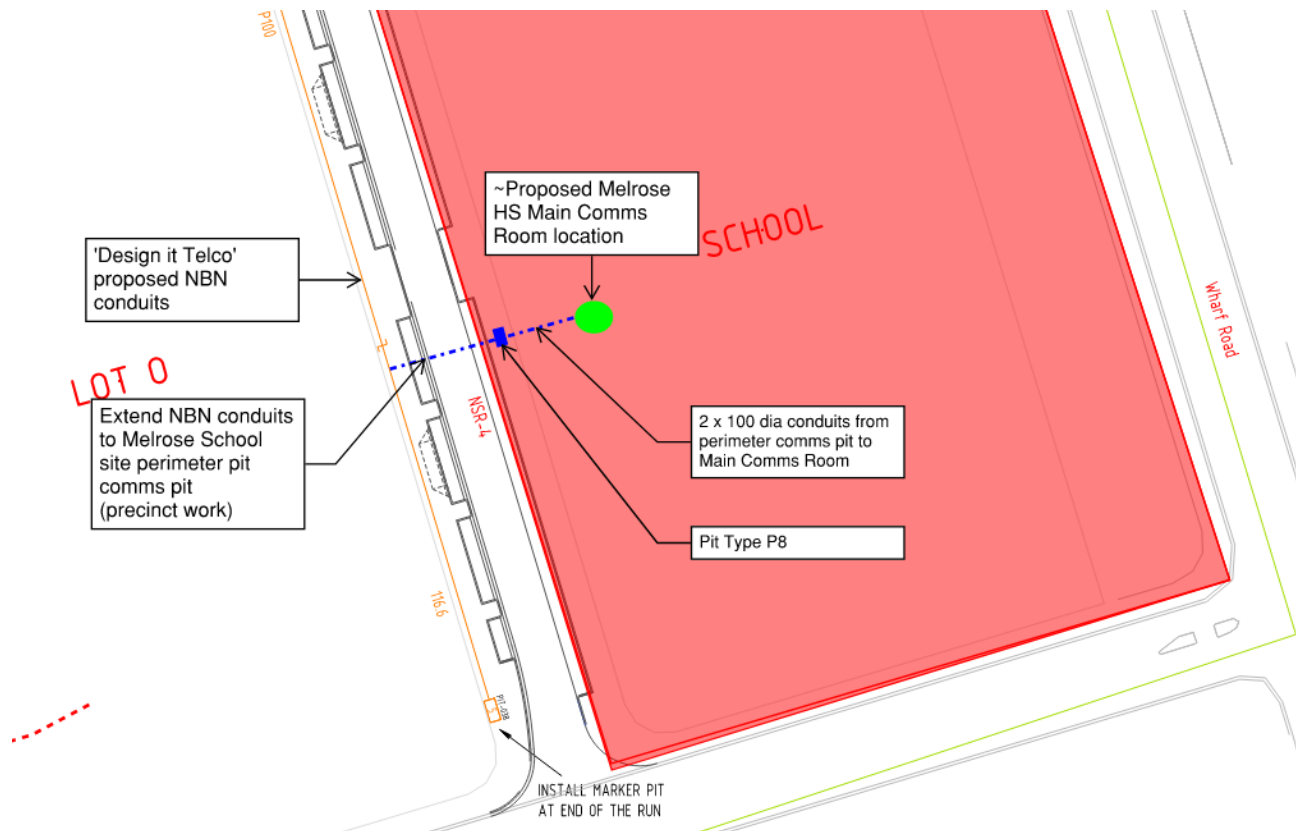 P100
~Proposed Melrose
HS Main Comms
Room location
SCHOOL
'Design it Telco'
proposed NBN
conduits
Wharf Road
LOT O
Extend NBN conduits
to Melrose School
site perimeter pit
comms pit
(precinct work)
NSR-4
2 x 100 dia conduits from
perimeter comms pit to
Main Comms Room
Pit Type P8
116.6
PIT-038
INSTALL MARKER PIT
AT END OF THE RUN